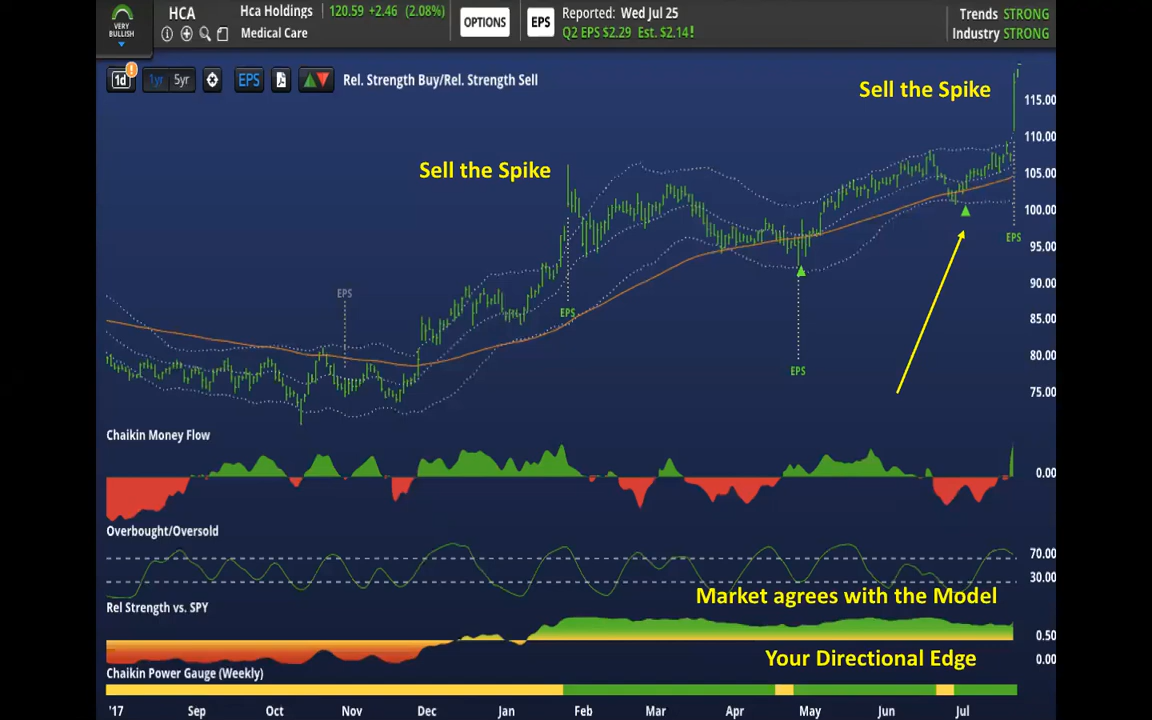 VERY
BULLISH
HCA
Hca Holdings
120.59 +2.46 (2.08%)
Medical Care
OPTIONS
EPS
Reported: Wed Jul 25
Q2 EPS $2.29 Est. $2.14!
Trends STRONG
Industry STRONG
1d
1yr
5yr
EPS
Rel. Strength Buy/Rel. Strength Sell
Sell the Spike
Sell the Spike
115.00
110.00
105.00
100.00
95.00
90.00
85.00
80.00
75.00
EPS
EPS
EPS
EPS
Chaikin Money Flow
0.00
Overbought/Oversold
70.00
30.00
Market agrees with the Model
Rel Strength vs. SPY
0.50
Your Directional Edge
0.00
Chaikin Power Gauge (Weekly)
'17 Sep Oct Nov Dec Jan Feb Mar Apr May Jun Jul